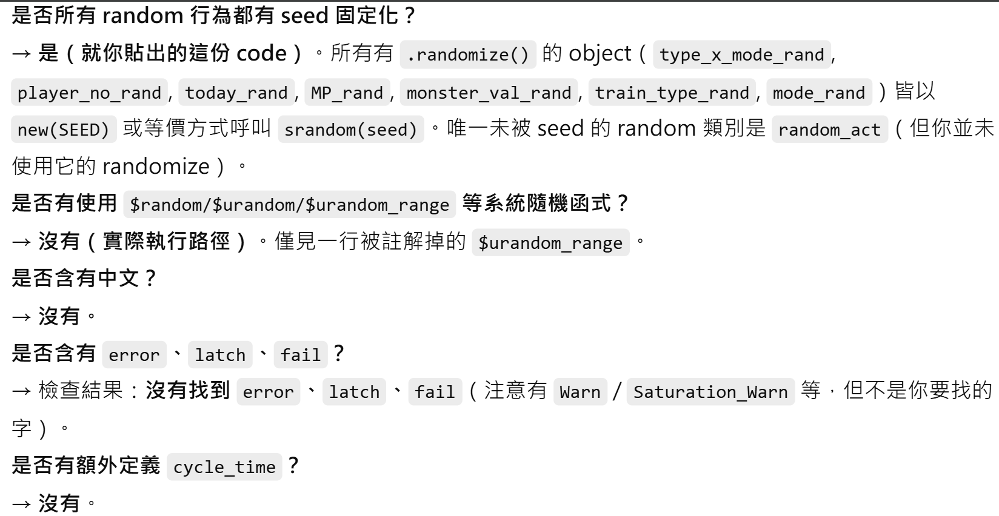 是否所有 random 行為都有 seed 固定化？
→ 是（就你貼出的這份 code）。所有有 .randomize() 的 object（ type_x_mode_rand,
player_no_rand, today_rand, MP_rand, monster_val_rand, train_type_rand, mode_rand ）皆以
new(SEED) 或等價方式呼叫 srandom(seed) 。唯一未被 seed 的 random 類別是 random_act（但你並未
使用它的 randomize）。
是否有使用 $random/$urandom/$urandom_range 等系統隨機函式？
→ 沒有（實際執行路徑）。僅見一行被註解掉的 $urandom_range 。
是否含有中文？
→ 沒有。
是否含有 error 、 latch 、 fail ？
→ 檢查結果：沒有找到 error 、 latch 、 fail （注意有 Warn / Saturation_Warn 等，但不是你要找的
字）。
是否有額外定義 cycle_time ？
→ 沒有。